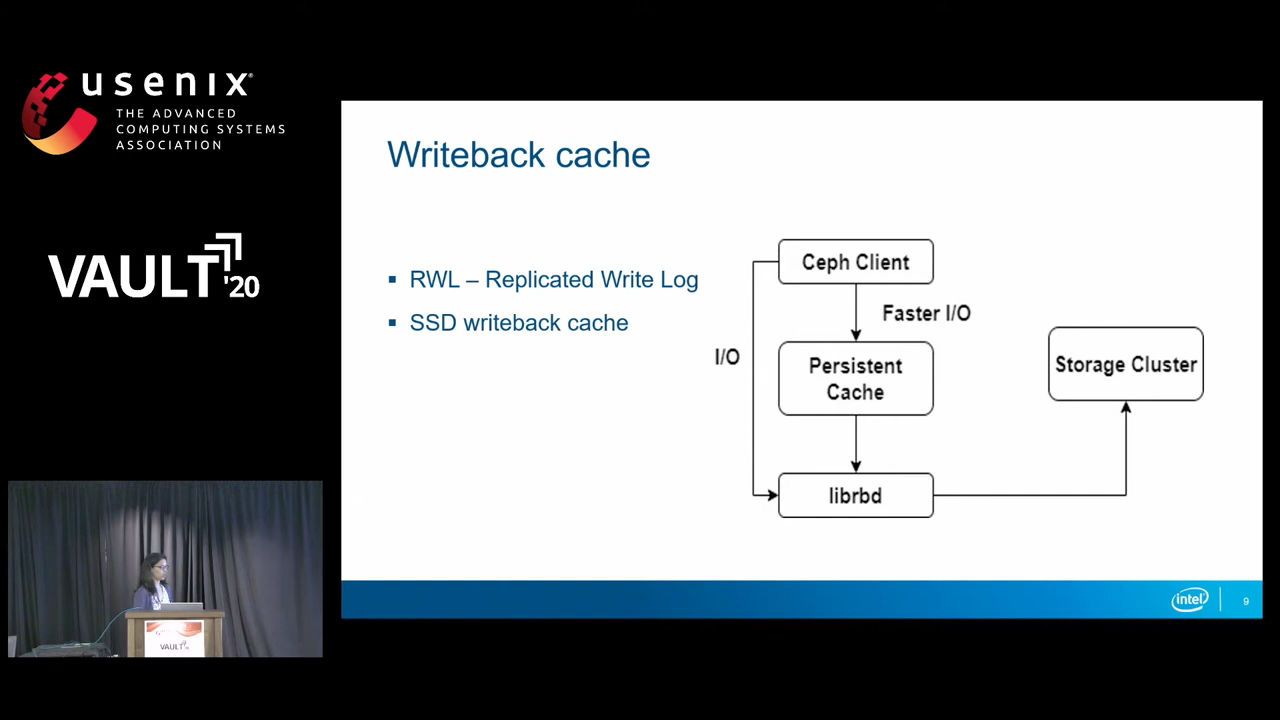 usenix
THE ADVANCED
COMPUTING SYSTEMS
ASSOCIATION
VAULT '20
Writeback cache
▪ RWL – Replicated Write Log
▪ SSD writeback cache
Ceph Client
Faster I/O
I/O
Persistent
Cache
Storage Cluster
librbd
intel
9
VAULT